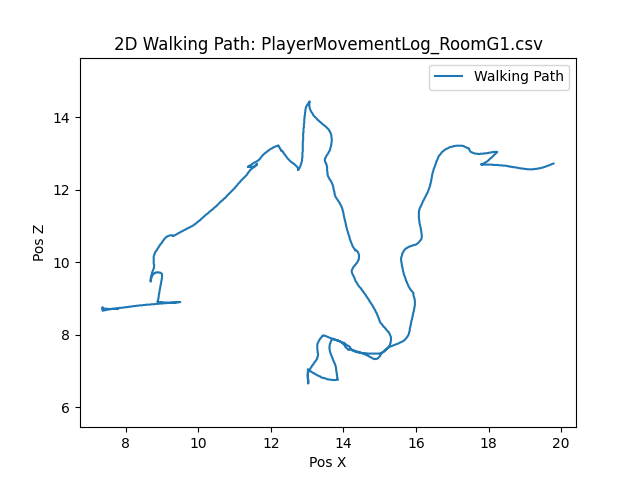 2D Walking Path: PlayerMovementLog_RoomG1.csv
Walking Path
14
12
10
8
6
Pos Z
8 10 12 14 16 18 20
Pos X